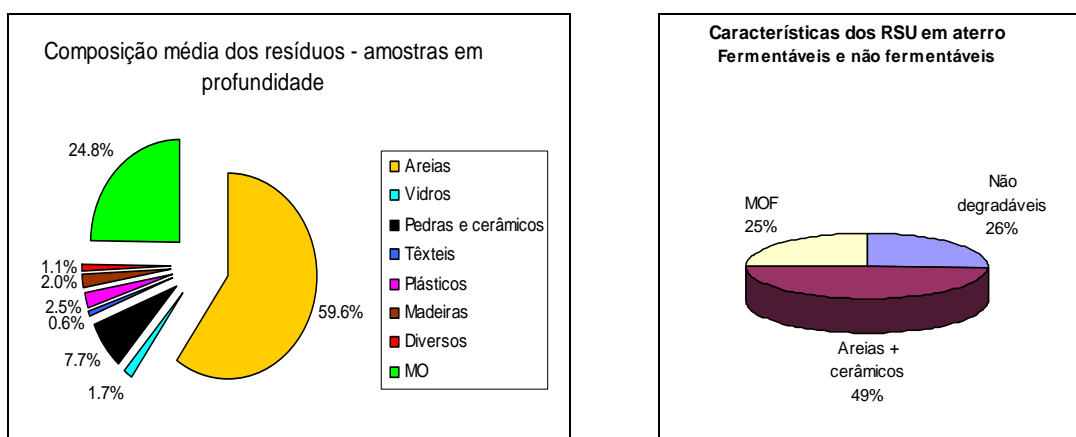 Composição média dos resíduos - amostras em
profundidade
24.8%
1.1%
2.0%
2.5%
0.6%
7.7%
1.7%
59.6%
Areias
Vidros
Pedras e cerâmicos
Têxteis
Plásticos
Madeiras
Diversos
MO
Características dos RSU em aterro
Fermentáveis e não fermentáveis
MOF
25%
Não
degradáveis
26%
Areias +
cerâmicos
49%